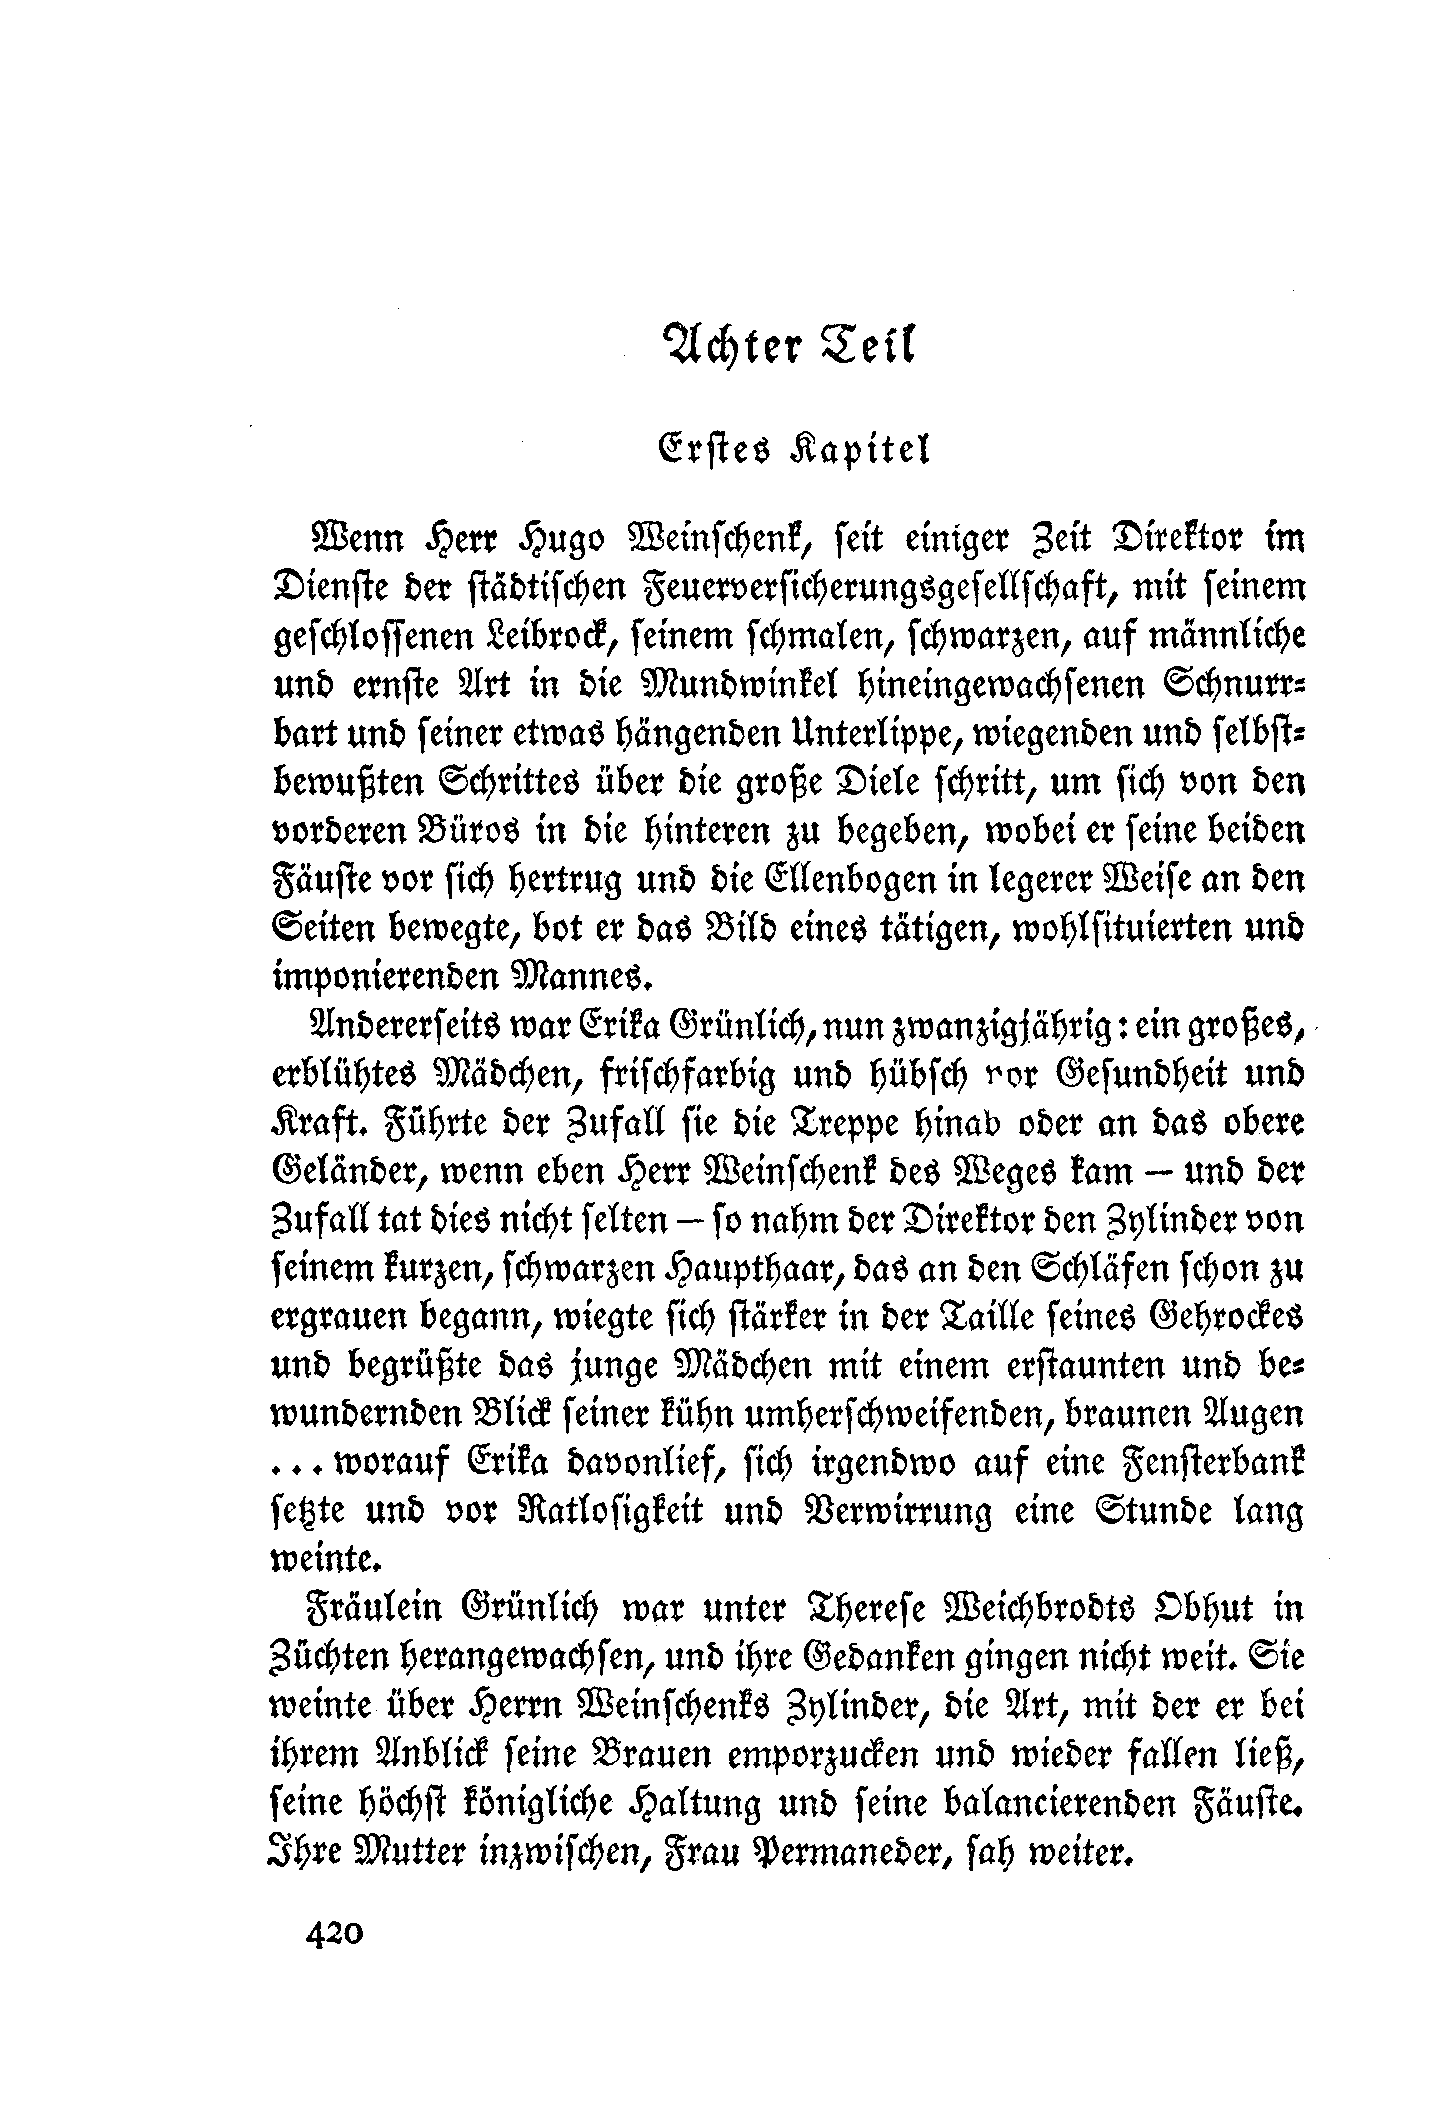 Achter Teil
Erstes Kapitel
Wenn Herr Hugo Weinschenk, seit einiger Zeit Direktor im
Dienste der städtischen Feuerversicherungsgesellschaft, mit seinem
geschlossenen Leibrock, seinem schmalen, schwarzen, auf männliche
und ernste Art in die Mundwinkel hineingewachsenen Schnurr-
bart und seiner etwas hängenden Unterlippe, wiegenden und selbst-
bewußten Schrittes über die große Diele schritt, um sich von den
vorderen Büros in die hinteren zu begeben, wobei er seine beiden
Fäuste vor sich hertrug und die Ellenbogen in legerer Weise an den
Seiten bewegte, bot er das Bild eines tätigen, wohlsituierten und
imponierenden Mannes.
Andererseits war Erika Grünlich, nun zwanzigjährig: ein großes,
erblühtes Mädchen, frischfarbig und hübsch vor Gesundheit und
Kraft. Führte der Zufall sie die Treppe hinab oder an das obere
Geländer, wenn eben Herr Weinschenk des Weges kam – und der
Zufall tat dies nicht selten – so nahm der Direktor den Zylinder von
seinem kurzen, schwarzen Haupthaar, das an den Schläfen schon zu
ergrauen begann, wiegte sich stärker in der Taille seines Gehrockes
und begrüßte das junge Mädchen mit einem erstaunten und be-
wundernden Blick seiner kühn umherschweifenden, braunen Augen
... worauf Erika davonlief, sich irgendwo auf eine Fensterbank
setzte und vor Ratlosigkeit und Verwirrung eine Stunde lang
weinte.
Fräulein Grünlich war unter Therese Weichbrodts Obhut in
Züchten herangewachsen, und ihre Gedanken gingen nicht weit. Sie
weinte über Herrn Weinschenks Zylinder, die Art, mit der er bei
ihrem Anblick seine Brauen emporzucken und wieder fallen ließ,
seine höchst königliche Haltung und seine balancierenden Fäuste.
Ihre Mutter inzwischen, Frau Permaneder, sah weiter.
420